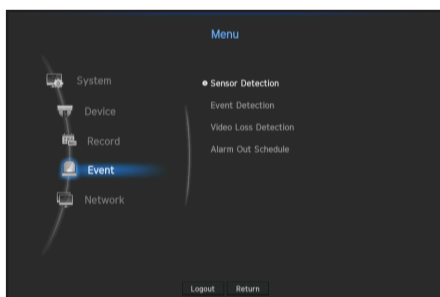 Menu
System
Device
Record
Event
Network
Sensor Detection
Event Detection
Video Loss Detection
Alarm Out Schedule
Logout Return